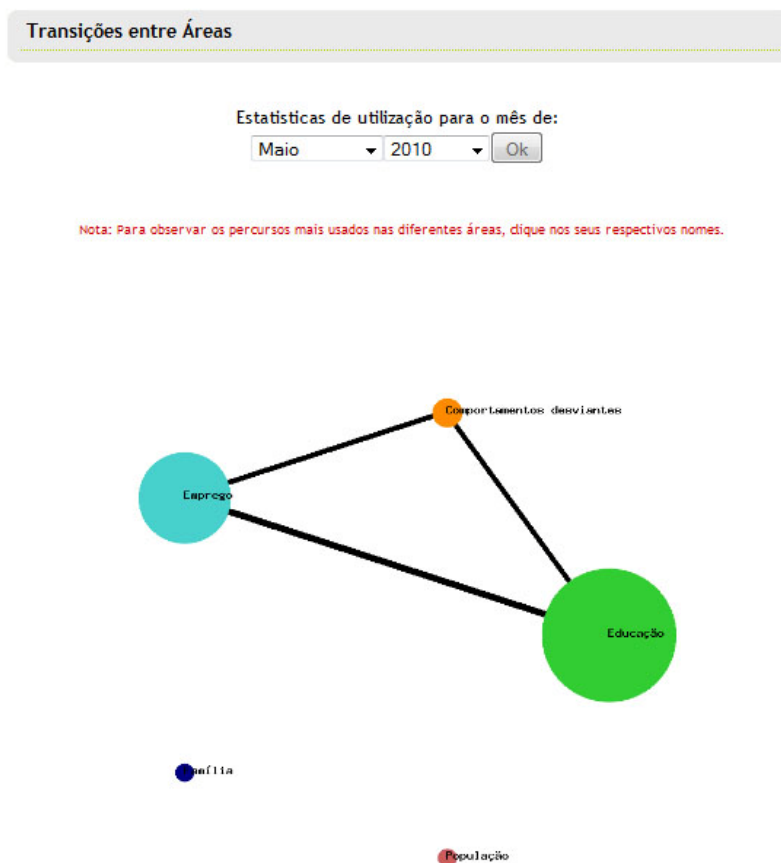 Transições entre Áreas
Estatisticas de utilização para o mês de:
Maio 2010 Ok
Nota: Para observar os percursos mais usados nas diferentes áreas, clique nos seus respectivos nomes.
Comportamentos desviantes
Emprego
Educação
Família
População